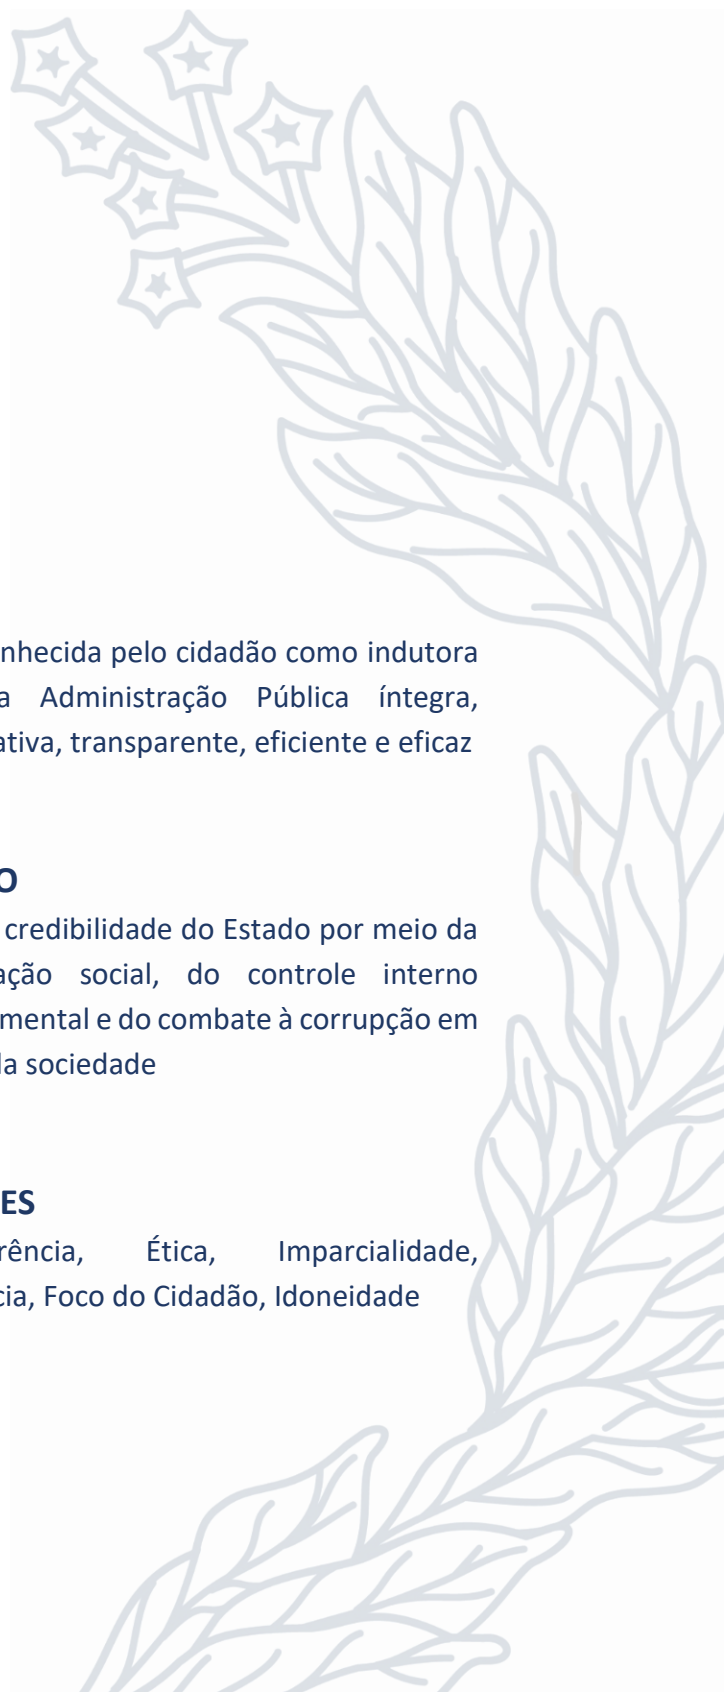 nhecida pelo cidadão como indutora
a Administração Pública íntegra,
ativa, transparente, eficiente e eficaz
O
credibilidade do Estado por meio da
ação social, do controle interno
mental e do combate à corrupção em
da sociedade
ES
rência, Ética, Imparcialidade,
cia, Foco do Cidadão, Idoneidade